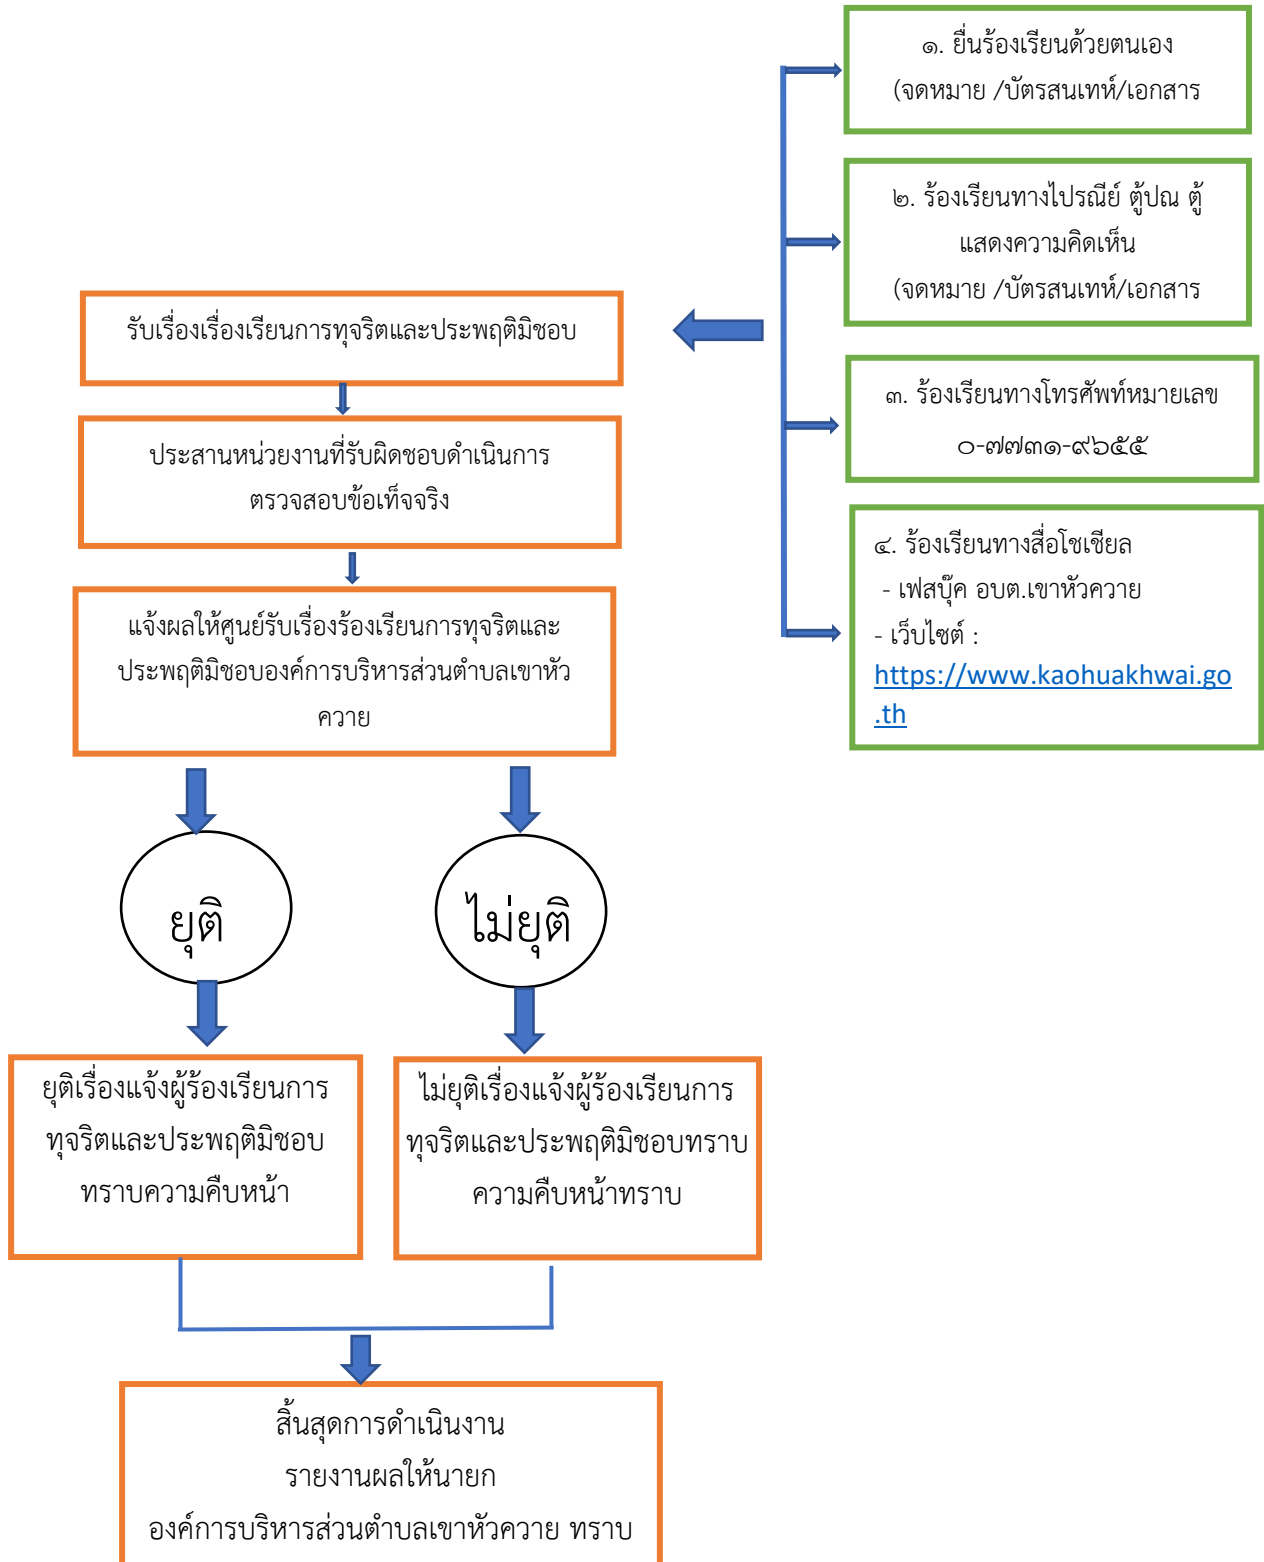 ๑. ยื่นร้องเรียนด้วยตนเอง
(จดหมาย /บัตรสนเทห์/เอกสาร
๒. ร้องเรียนทางไปรณีย์ ตู้ปณ ตู้
แสดงความคิดเห็น
(จดหมาย /บัตรสนเทห์/เอกสาร
๓. ร้องเรียนทางโทรศัพท์หมายเลข
๐-๗๗๓๑-๙๖๕๕
๔. ร้องเรียนทางสื่อโชเชียล
- เฟสบุ๊ค อบต.เขาหัวควาย
- เว็บไซต์ :
https://www.kaohuakhwai.go
.th
รับเรื่องเรื่องเรียนการทุจริตและประพฤติมิชอบ
ประสานหน่วยงานที่รับผิดชอบดำเนินการ
ตรวจสอบข้อเท็จจริง
แจ้งผลให้ศูนย์รับเรื่องร้องเรียนการทุจริตและ
ประพฤติมิชอบองค์การบริหารส่วนตำบลเขาหัว
ควาย
ยุติ
ไม่ยุติ
ยุติเรื่องแจ้งผู้ร้องเรียนการ
ทุจริตและประพฤติมิชอบ
ทราบความคืบหน้า
ไม่ยุติเรื่องแจ้งผู้ร้องเรียนการ
ทุจริตและประพฤติมิชอบทราบ
ความคืบหน้าทราบ
สิ้นสุดการดำเนินงาน
รายงานผลให้นายก
องค์การบริหารส่วนตำบลเขาหัวควาย ทราบ